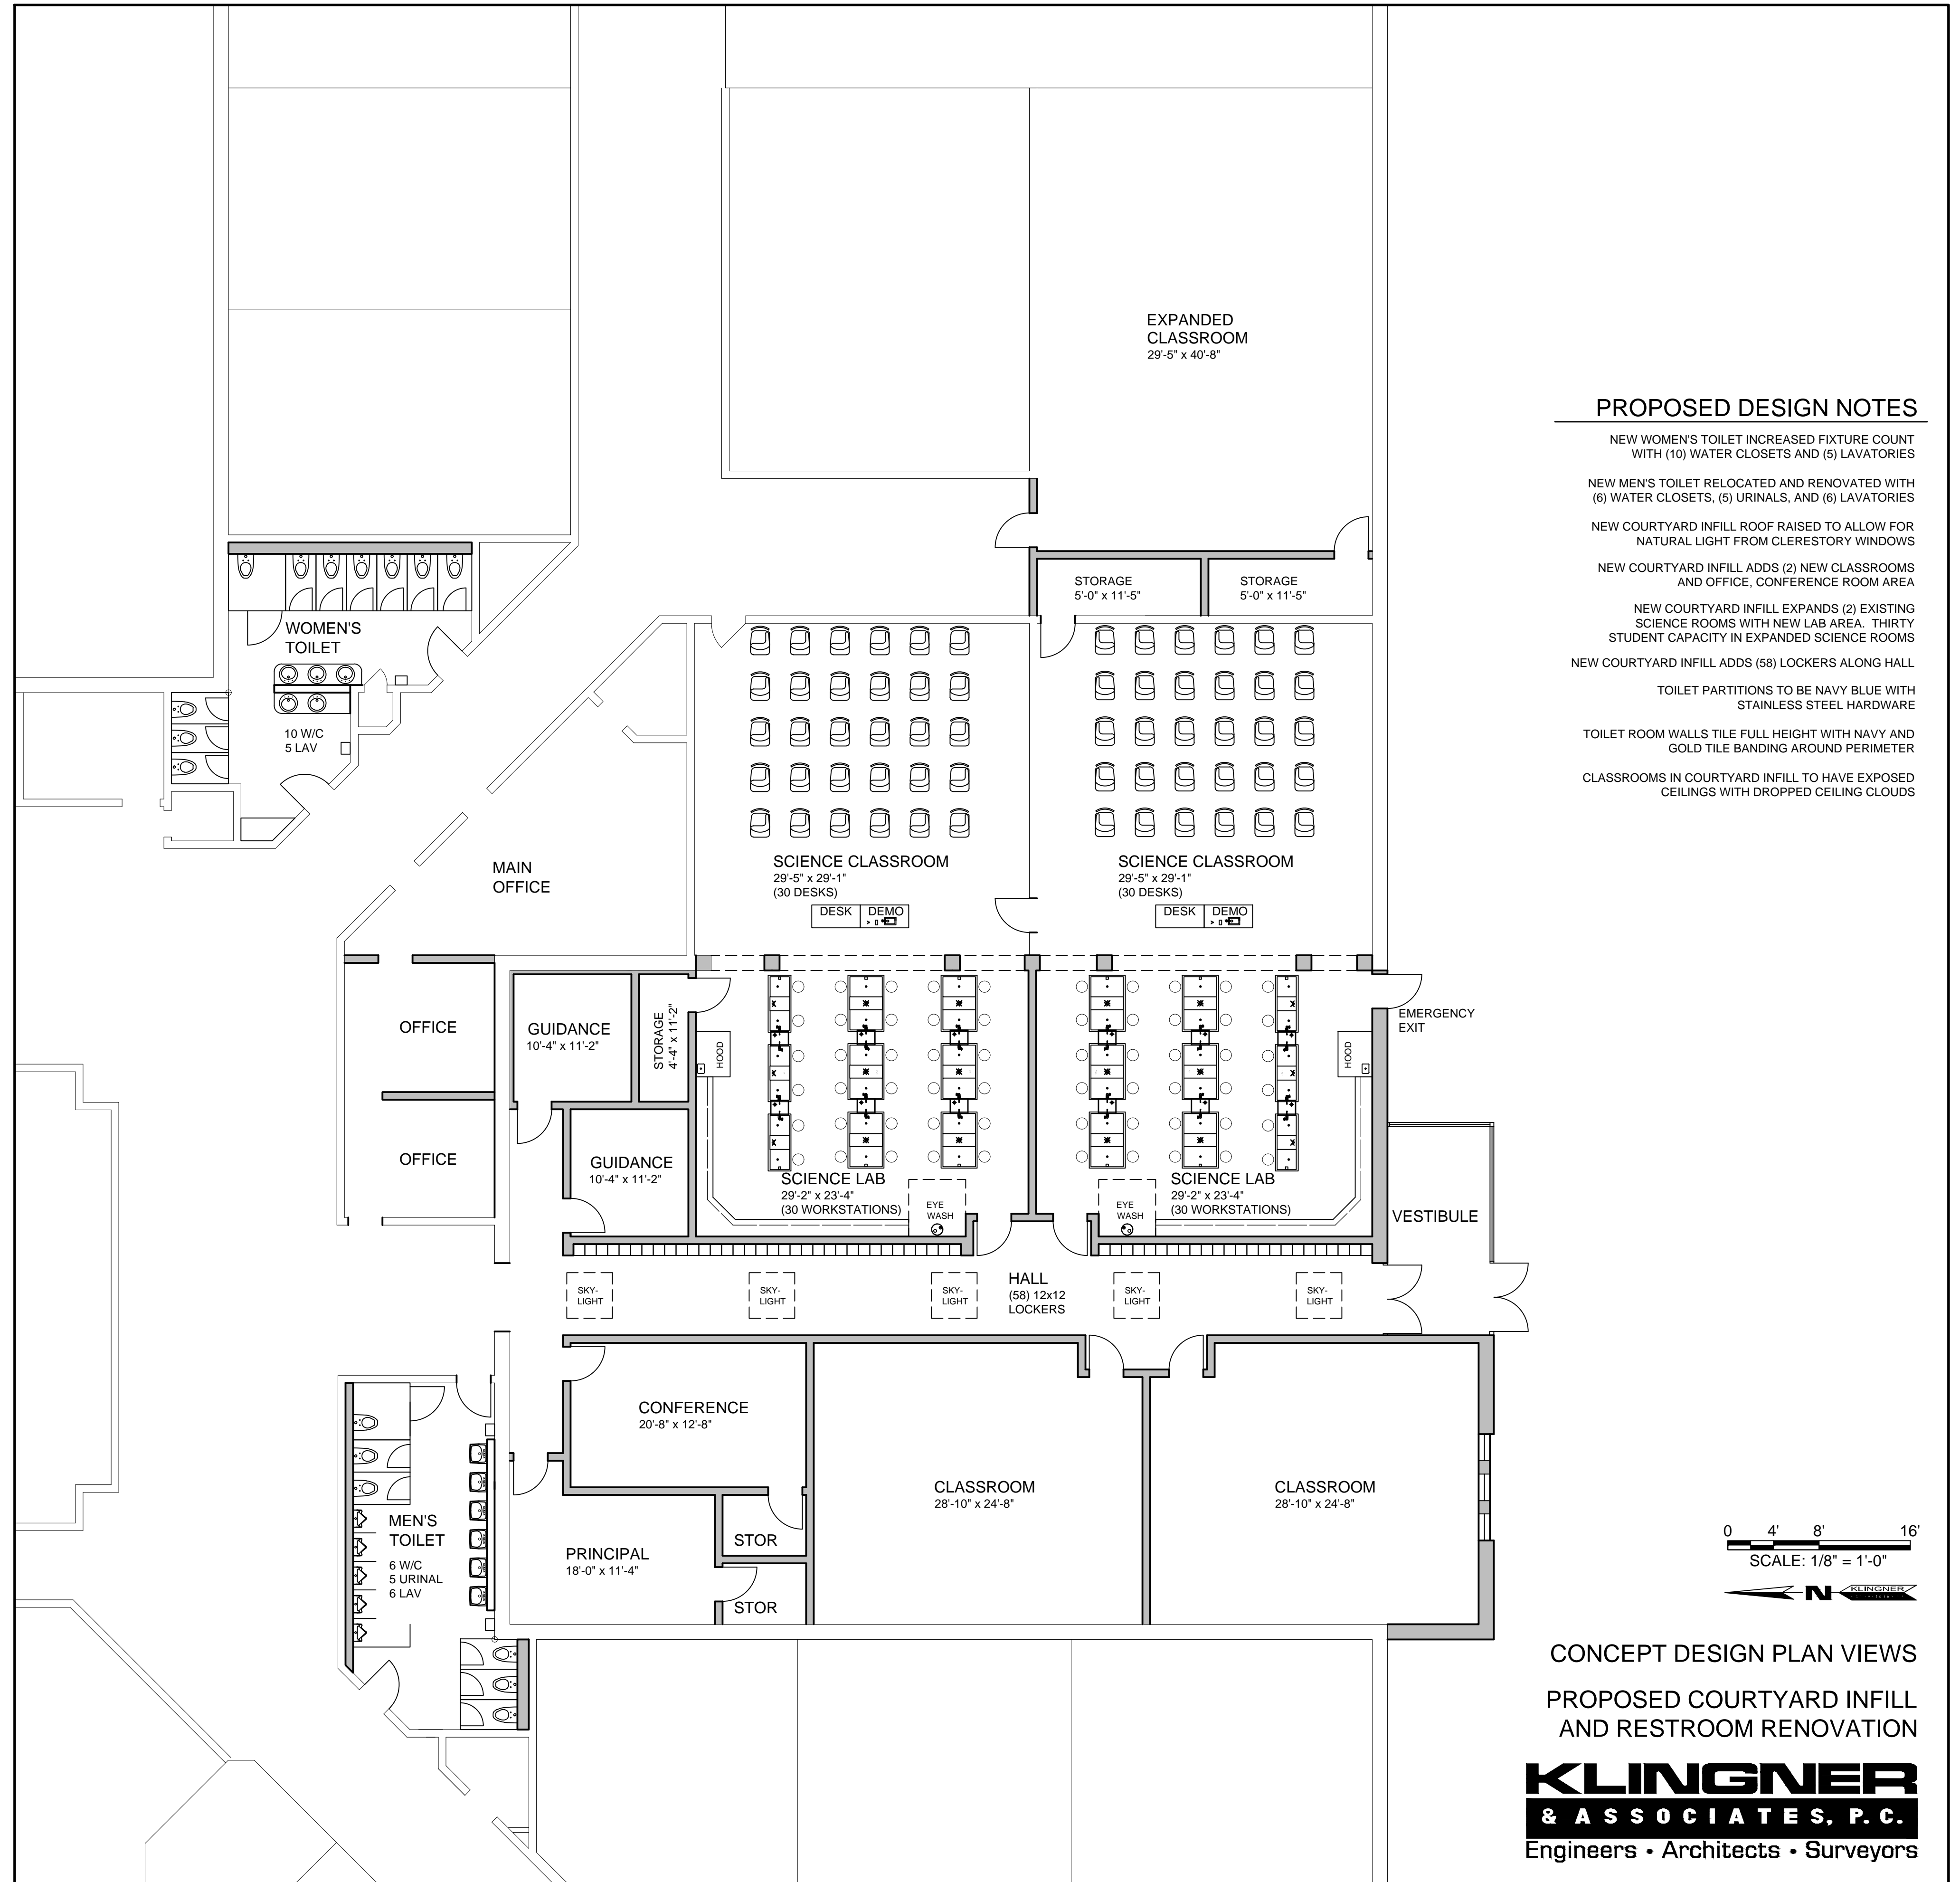 EXPANDED
CLASSROOM
29'-5" x 40'-8"
PROPOSED DESIGN NOTES
NEW WOMEN'S TOILET INCREASED FIXTURE COUNT
WITH (10) WATER CLOSETS AND (5) LAVATORIES
NEW MEN'S TOILET RELOCATED AND RENOVATED WITH
(6) WATER CLOSETS, (5) URINALS, AND (6) LAVATORIES
NEW COURTYARD INFILL ROOF RAISED TO ALLOW FOR
NATURAL LIGHT FROM CLERESTORY WINDOWS
NEW COURTYARD INFILL ADDS (2) NEW CLASSROOMS
AND OFFICE, CONFERENCE ROOM AREA
NEW COURTYARD INFILL EXPANDS (2) EXISTING
SCIENCE ROOMS WITH NEW LAB AREA. THIRTY
STUDENT CAPACITY IN EXPANDED SCIENCE ROOMS
NEW COURTYARD INFILL ADDS (58) LOCKERS ALONG HALL
TOILET PARTITIONS TO BE NAVY BLUE WITH
STAINLESS STEEL HARDWARE
TOILET ROOM WALLS TILE FULL HEIGHT WITH NAVY AND
GOLD TILE BANDING AROUND PERIMETER
CLASSROOMS IN COURTYARD INFILL TO HAVE EXPOSED
CEILINGS WITH DROPPED CEILING CLOUDS
STORAGE
5'-0" x 11'-5"
STORAGE
5'-0" x 11'-5"
WOMEN'S
TOILET
10 W/C
5 LAV
MAIN
OFFICE
SCIENCE CLASSROOM
29'-5" x 29'-1"
(30 DESKS)
DESK
DEMO
SCIENCE CLASSROOM
29'-5" x 29'-1"
(30 DESKS)
DESK
DEMO
OFFICE
GUIDANCE
10'-4" x 11'-2"
STORAGE
4'-4" x 11'-2"
HOOD
HOOD
EMERGENCY
EXIT
OFFICE
GUIDANCE
10'-4" x 11'-2"
SCIENCE LAB
29'-2" x 23'-4"
(30 WORKSTATIONS)
EYE
WASH
EYE
WASH
SCIENCE LAB
29'-2" x 23'-4"
(30 WORKSTATIONS)
VESTIBULE
SKY-
LIGHT
SKY-
LIGHT
SKY-
LIGHT
HALL
(58) 12x12
LOCKERS
SKY-
LIGHT
SKY-
LIGHT
CONFERENCE
20'-8" x 12'-8"
CLASSROOM
28'-10" x 24'-8"
CLASSROOM
28'-10" x 24'-8"
MEN'S
TOILET
6 W/C
5 URINAL
6 LAV
PRINCIPAL
18'-0" x 11'-4"
STOR
STOR
0 4' 8' 16'
SCALE: 1/8" = 1'-0"
N
KLINGNER
CONCEPT DESIGN PLAN VIEWS
PROPOSED COURTYARD INFILL
AND RESTROOM RENOVATION
KLINGNER
& ASSOCIATES, P.C.
Engineers • Architects • Surveyors